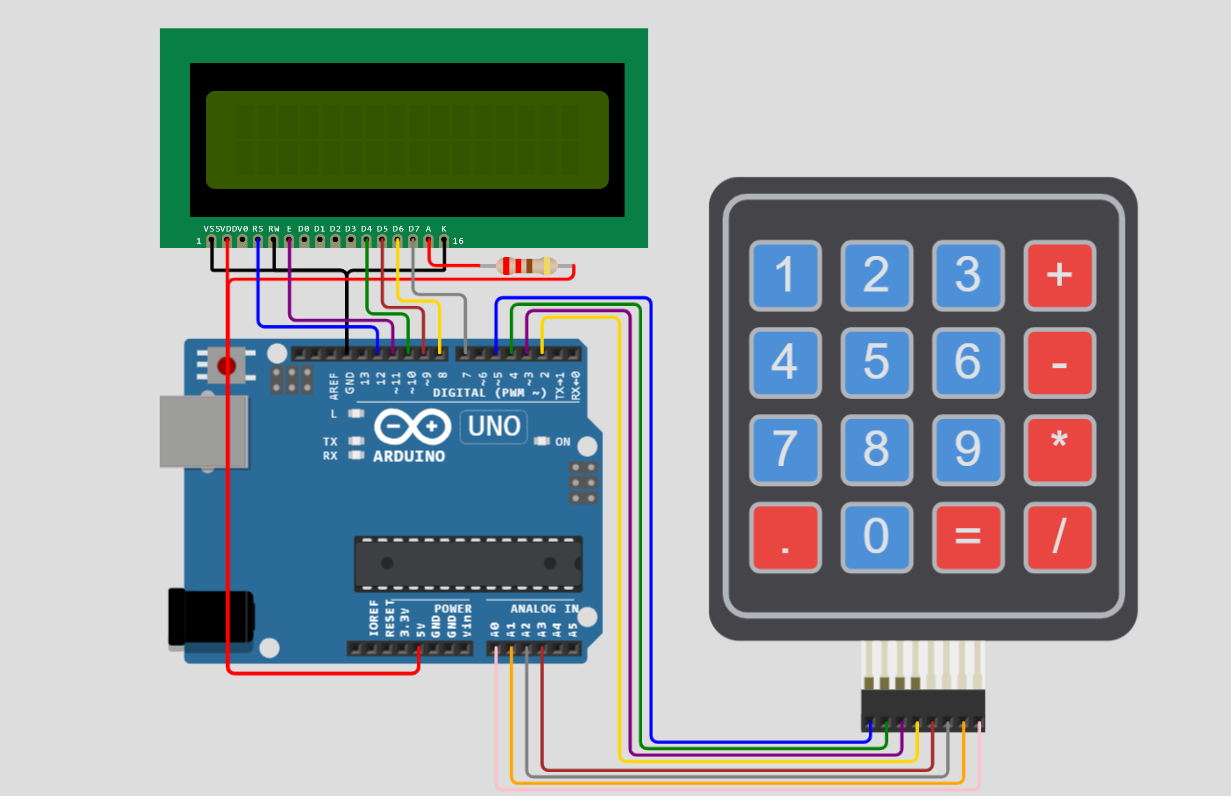 VSS VDD V0 RS RW E D0 D1 D2 D3 D4 D5 D6 D7 A K
1 16
AREF GND 13 12 ~11 ~10 ~9 8 7 ~6 ~5 4 ~3 2 TX→1 RX←0
DIGITAL (PWM ~)
L
TX
RX
UNO
ON
ARDUINO
POWER
ANALOG IN
IOREF RESET 3.3V 5V GND GND Vin A0 A1 A2 A3 A4 A5
1 2 3 +
4 5 6 -
7 8 9 *
. 0 = /